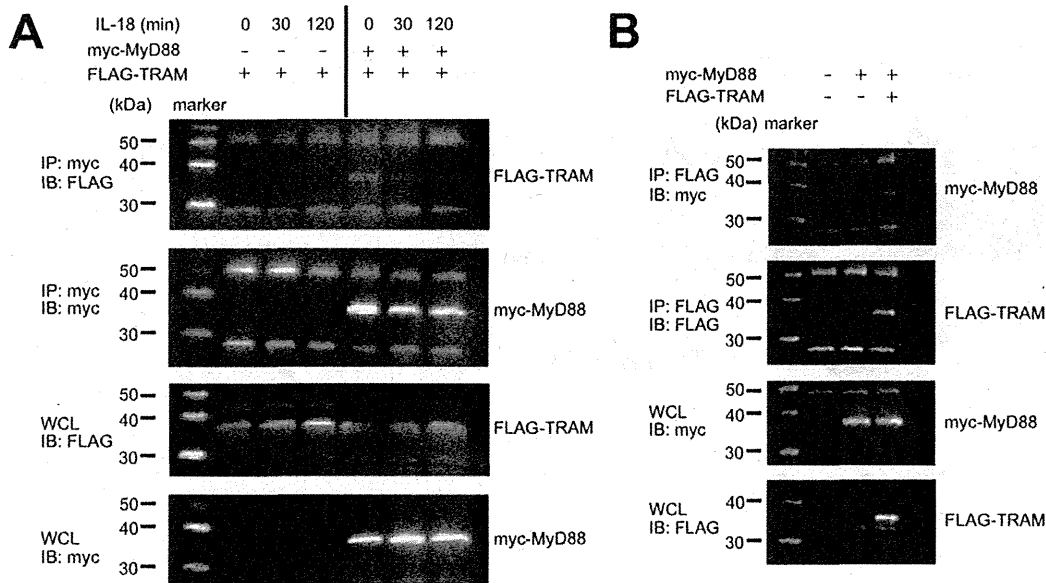 A
IL-18 (min) 0 30 120 0 30 120
myc-MyD88 - - - + + +
FLAG-TRAM + + + + + +
(kDa) marker
50
40
30
IP: myc
IB: FLAG
FLAG-TRAM
50
40
30
IP: myc
IB: myc
myc-MyD88
50
40
30
WCL
IB: FLAG
FLAG-TRAM
50
40
30
WCL
IB: myc
myc-MyD88
B
myc-MyD88 - + +
FLAG-TRAM - - +
(kDa) marker
50
40
30
IP: FLAG
IB: myc
myc-MyD88
50
40
30
IP: FLAG
IB: FLAG
FLAG-TRAM
50
40
30
WCL
IB: myc
myc-MyD88
40
30
WCL
IB: FLAG
FLAG-TRAM